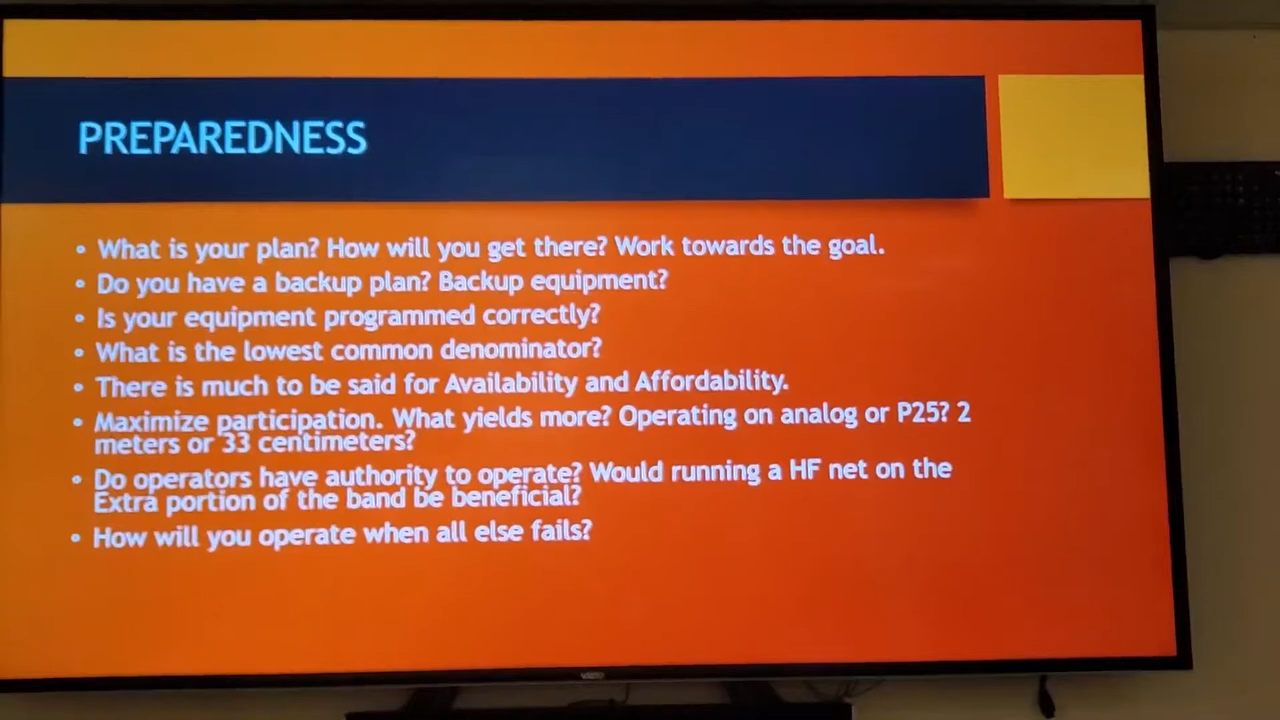 PREPAREDNESS
• What is your plan? How will you get there? Work towards the goal.
• Do you have a backup plan? Backup equipment?
• Is your equipment programmed correctly?
• What is the lowest common denominator?
• There is much to be said for Availability and Affordability.
• Maximize participation. What yields more? Operating on analog or P25? 2
meters or 33 centimeters?
• Do operators have authority to operate? Would running a HF net on the
Extra portion of the band be beneficial?
• How will you operate when all else fails?
VIZIO